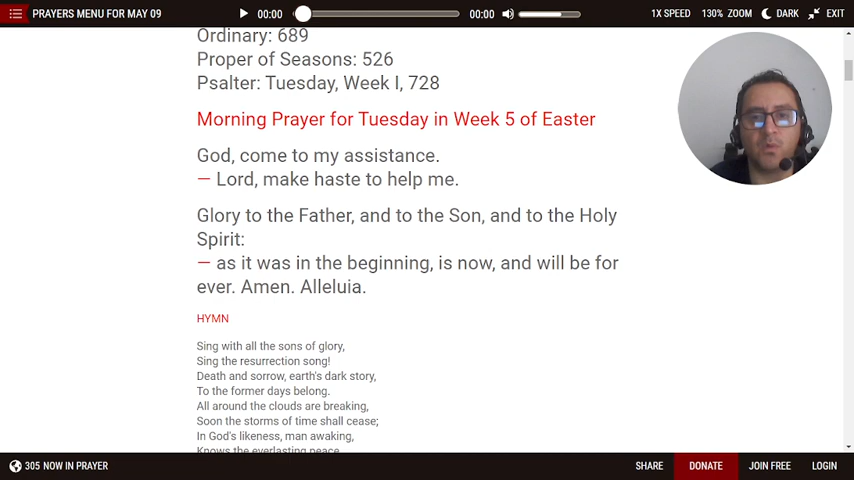 PRAYERS MENU FOR MAY 09
00:00
00:00
1X SPEED
130% ZOOM
DARK
EXIT
Ordinary: 689
Proper of Seasons: 526
Psalter: Tuesday, Week I, 728
Morning Prayer for Tuesday in Week 5 of Easter
God, come to my assistance.
— Lord, make haste to help me.
Glory to the Father, and to the Son, and to the Holy
Spirit:
— as it was in the beginning, is now, and will be for
ever. Amen. Alleluia.
HYMN
Sing with all the sons of glory,
Sing the resurrection song!
Death and sorrow, earth's dark story,
To the former days belong.
All around the clouds are breaking,
Soon the storms of time shall cease;
In God's likeness, man awaking,
Knows the everlasting peace
305 NOW IN PRAYER
SHARE
DONATE
JOIN FREE
LOGIN